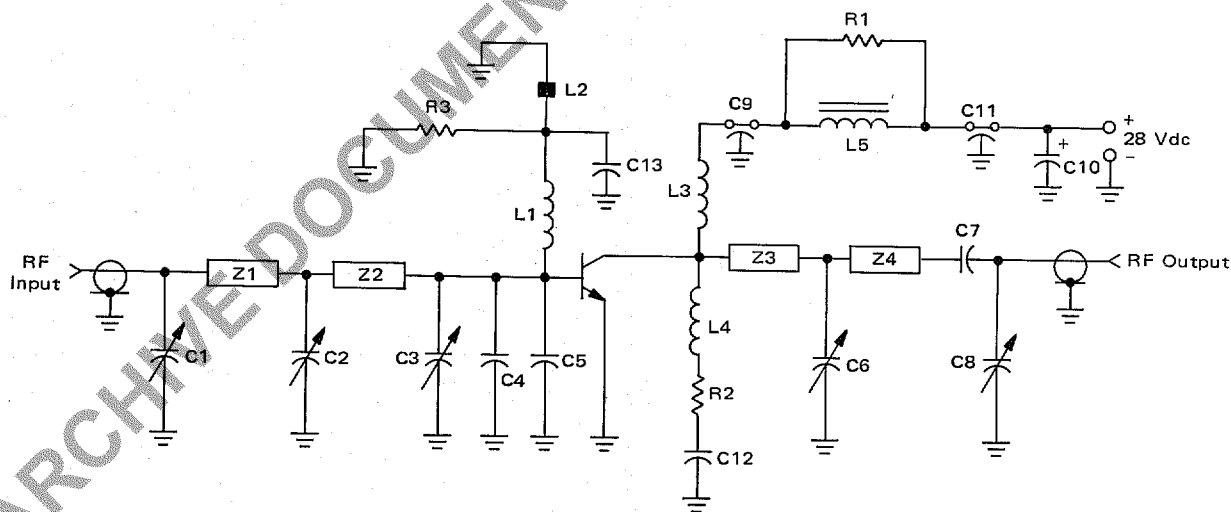 R1
L2
R3
C9
C11
+
28 Vdc
-
+
C10
L5
C13
L3
L1
C7
RF
Input
Z1
Z2
Z3
Z4
RF Output
L4
C1
C2
C3
C4
C5
C6
C8
R2
C12
ARCHIVE DOCUMEN